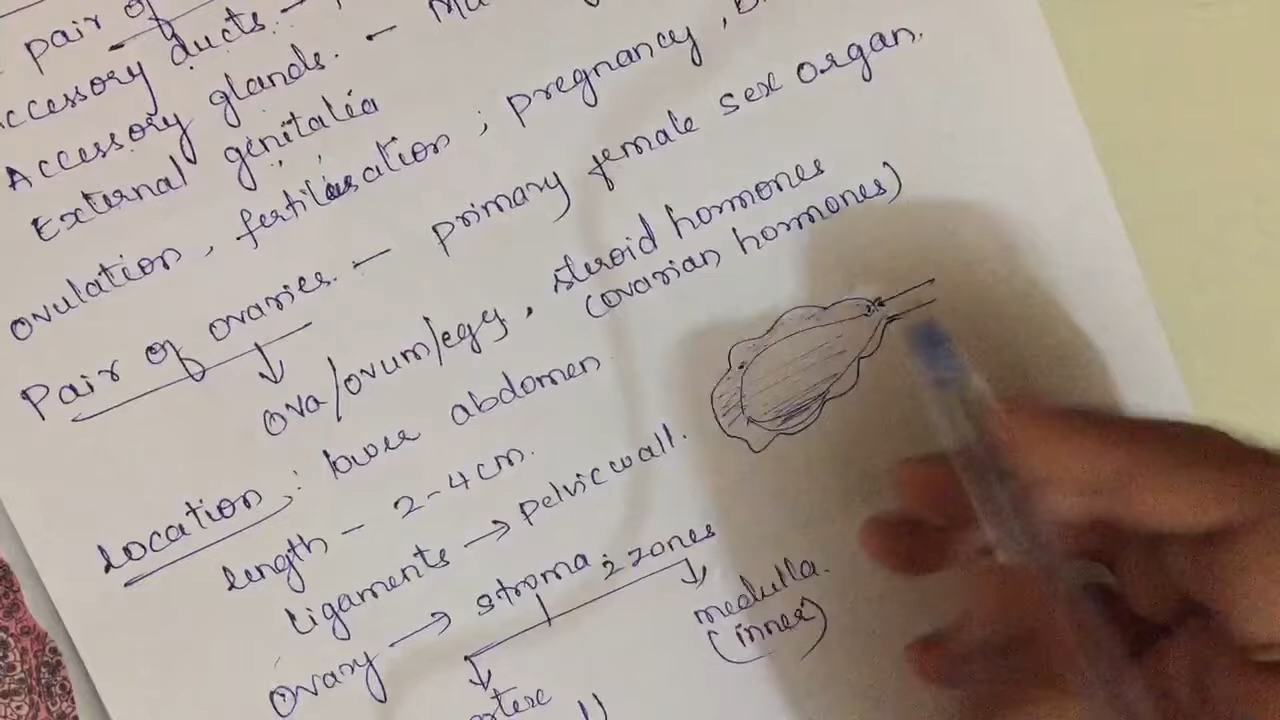 pair of
accessory ducts -
Accessory glands. - Ma
External genitalia
ovulation, fertilisation; pregnancy,
Pair of ovaries. - primary female sex organ.
ova/ovum/egg, steroid hormones
(ovarian hormones)
Location: lower abdomen
length - 2-4 cm.
Ligaments → pelvic wall.
Ovary → stroma; 2 zones
medulla.
(inner)